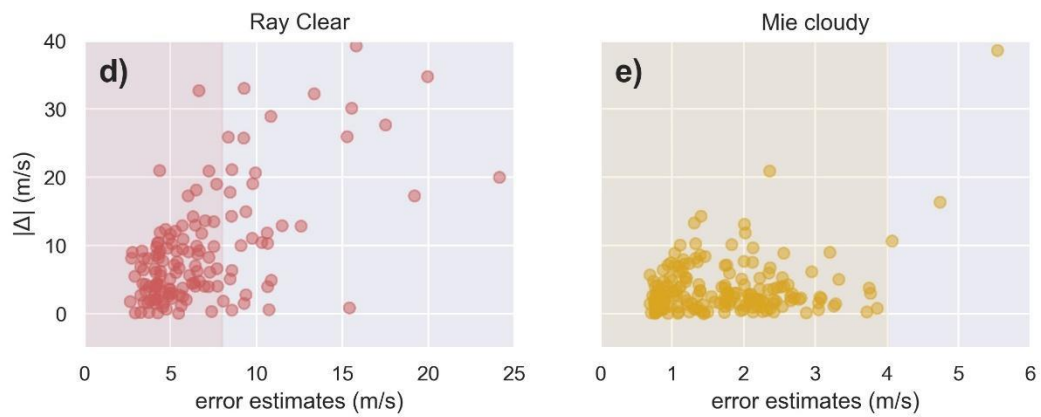 Ray Clear
Mie cloudy
d)
e)
|Δ| (m/s)
40
30
20
10
0
0 5 10 15 20 25
0 1 2 3 4 5 6
error estimates (m/s)
error estimates (m/s)